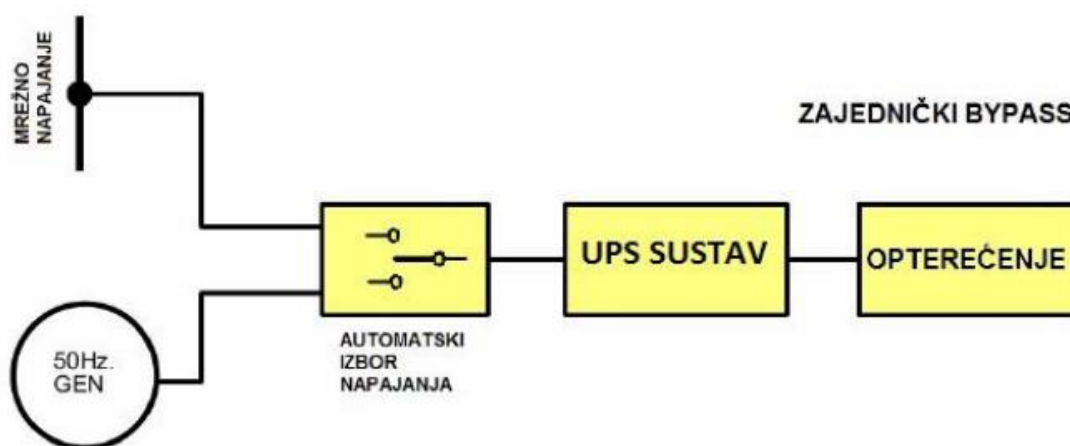 MREŽNO
NAPAJANJE
ZAJEDNIČKI BYPASS
UPS SUSTAV
OPTEREĆENJE
AUTOMATSKI
IZBOR
NAPAJANJA
50Hz.
GEN